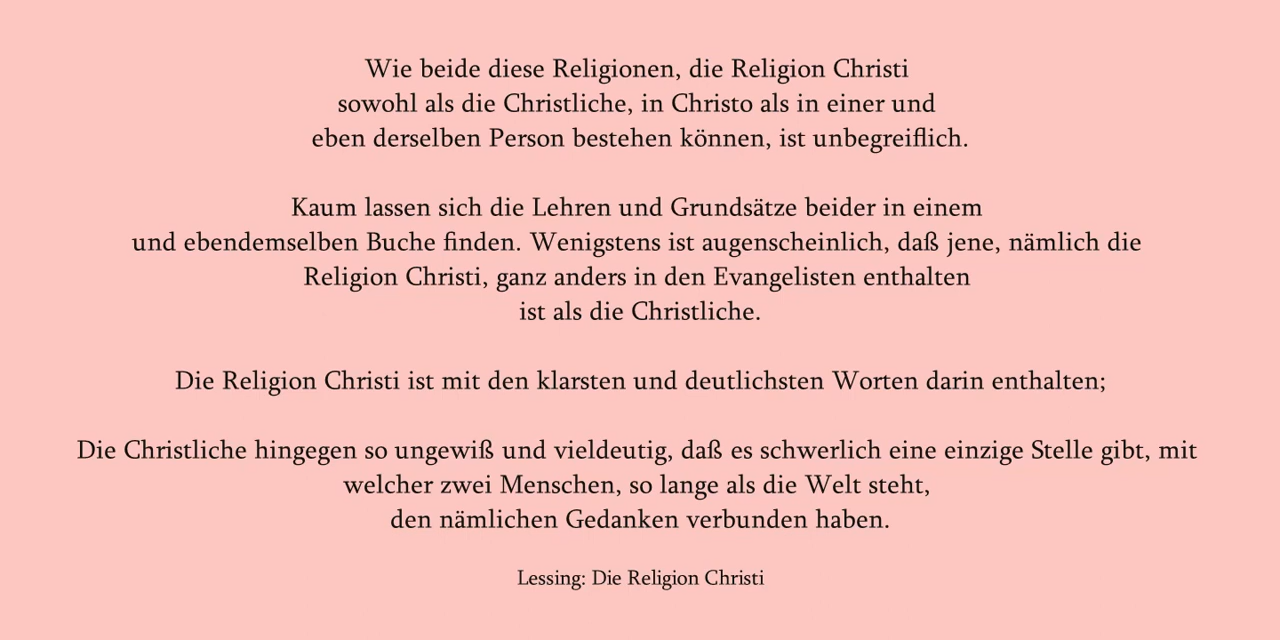 Wie beide diese Religionen, die Religion Christi
sowohl als die Christliche, in Christo als in einer und
eben derselben Person bestehen können, ist unbegreiflich.
Kaum lassen sich die Lehren und Grundsätze beider in einem
und ebendemselben Buche finden. Wenigstens ist augenscheinlich, daß jene, nämlich die
Religion Christi, ganz anders in den Evangelisten enthalten
ist als die Christliche.
Die Religion Christi ist mit den klarsten und deutlichsten Worten darin enthalten;
Die Christliche hingegen so ungewiß und vieldeutig, daß es schwerlich eine einzige Stelle gibt, mit
welcher zwei Menschen, so lange als die Welt steht,
den nämlichen Gedanken verbunden haben.
Lessing: Die Religion Christi